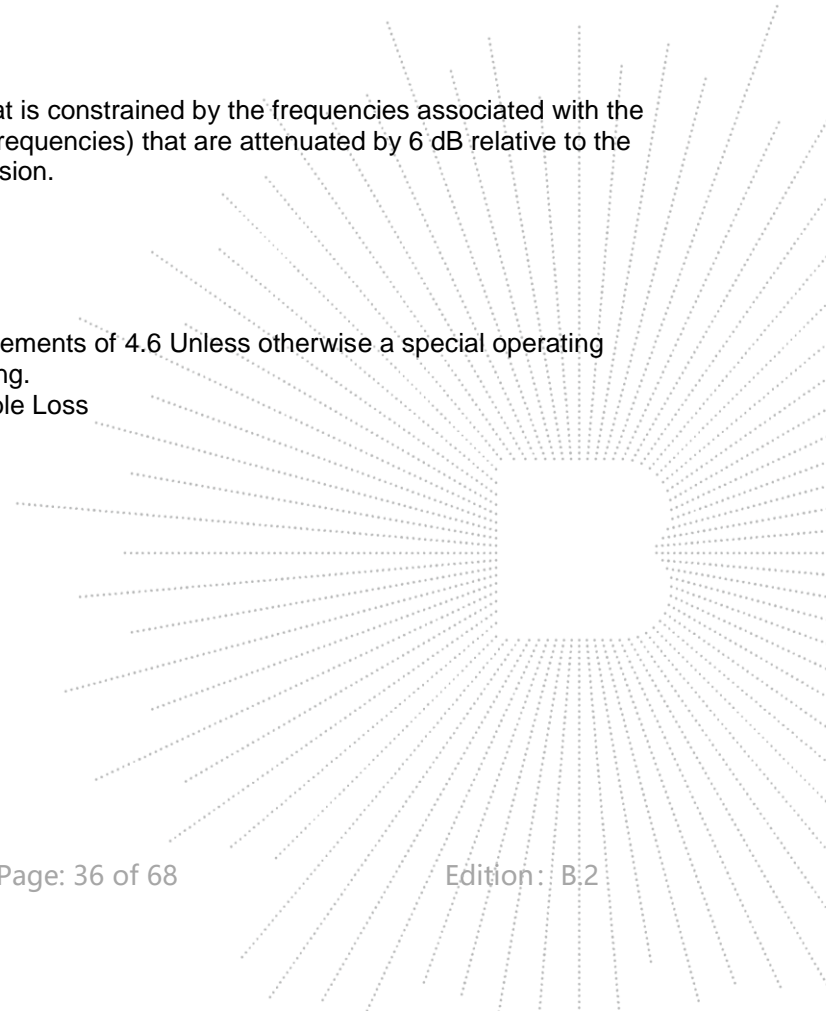 at is constrained by the frequencies associated with the
requencies) that are attenuated by 6 dB relative to the
sion.
ements of 4.6 Unless otherwise a special operating
ng.
ole Loss
Page: 36 of 68 Edition：B.2